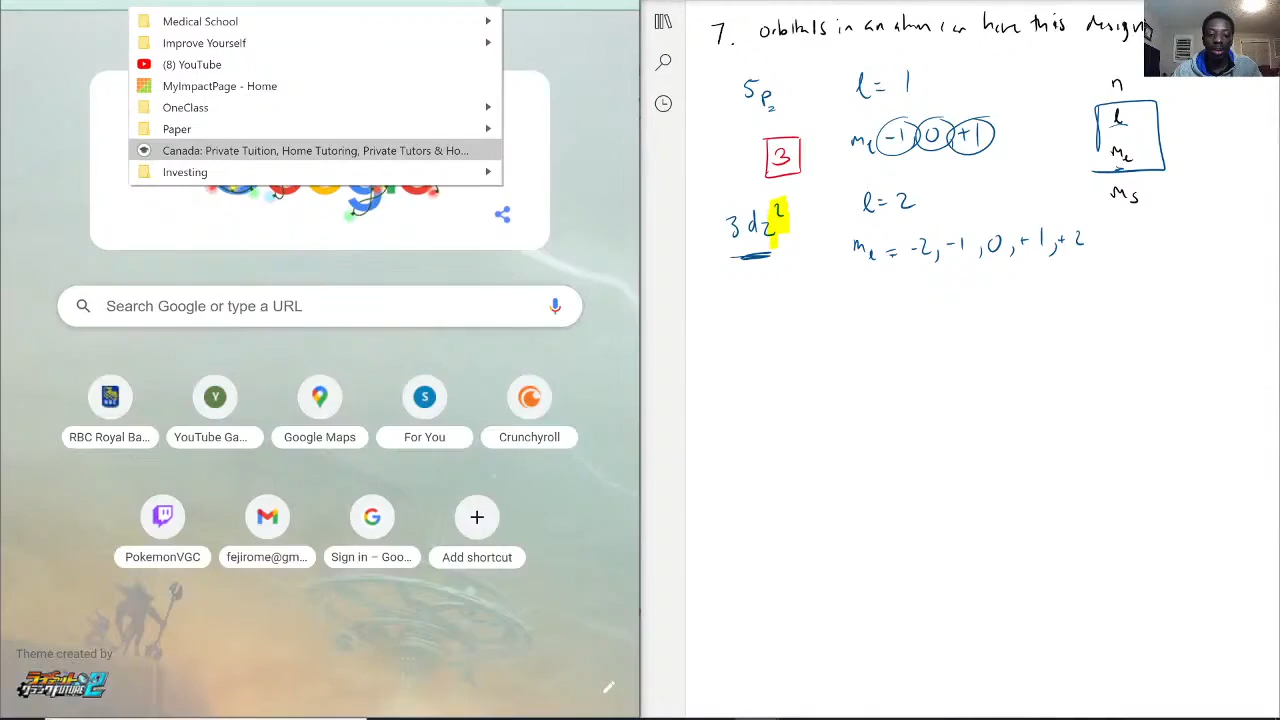 Medical School
Improve Yourself
(8) YouTube
MyImpactPage - Home
OneClass
Paper
Canada: Private Tuition, Home Tutoring, Private Tutors & Ho...
Investing
Search Google or type a URL
RBC Royal Ba...
YouTube Ga...
Google Maps
For You
Crunchyroll
PokemonVGC
fejirome@gm...
Sign in – Goo...
Add shortcut
Theme created by
7. orbitals in an atom can have this design
5pz l = 1
mℓ -1 0 +1
3
3dz² l = 2
mℓ = -2, -1, 0, +1, +2
n
l
mℓ
ms